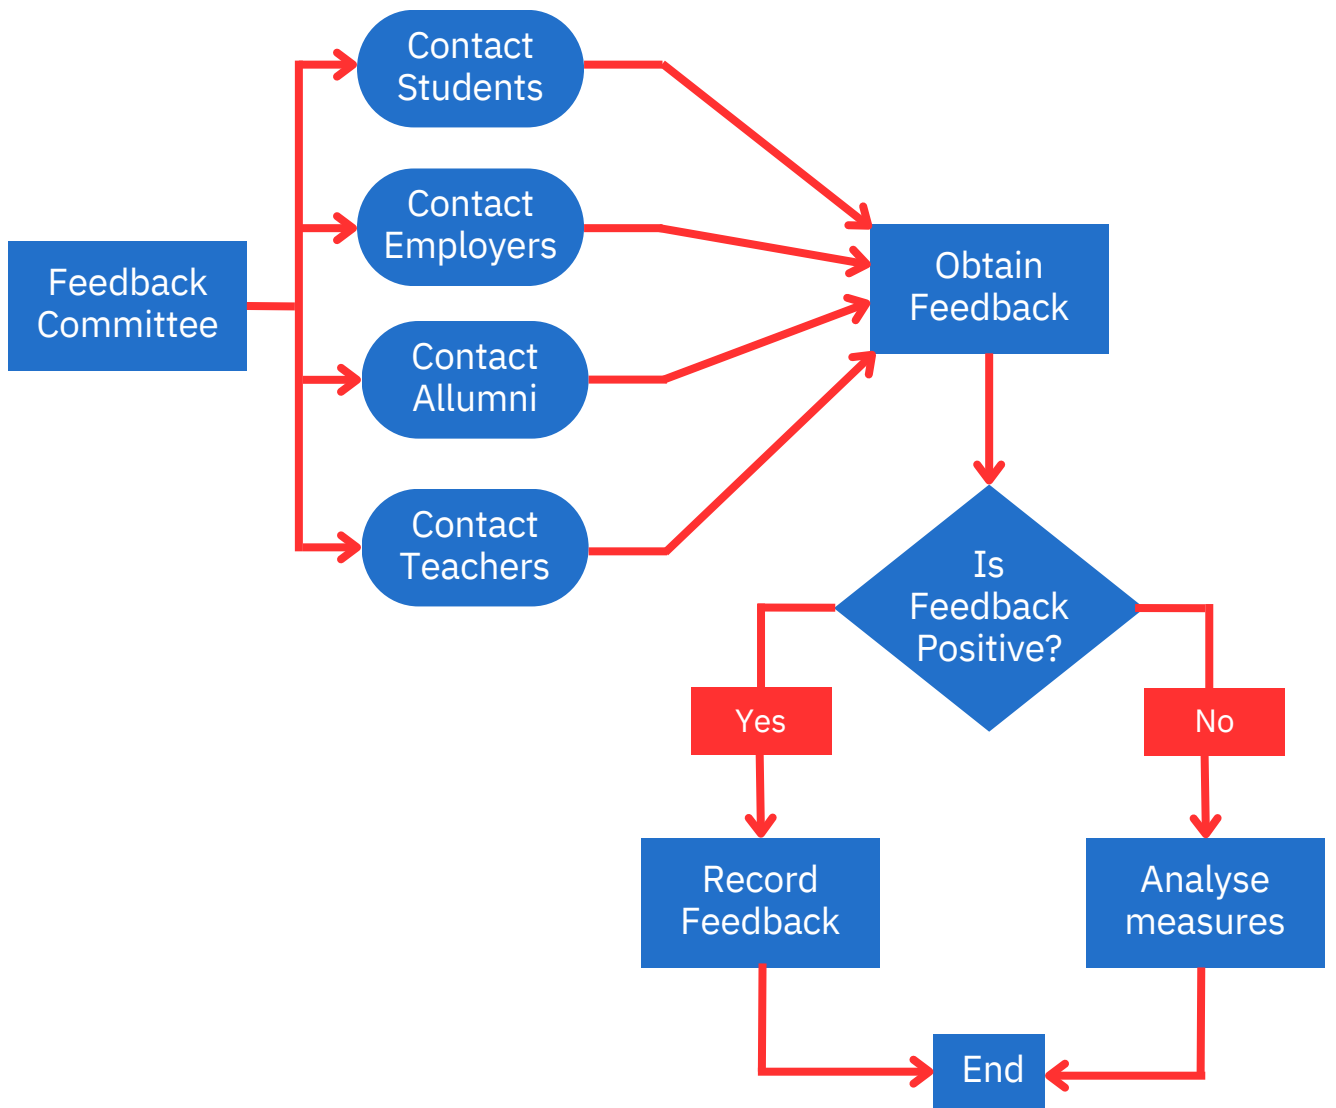 Feedback
Committee
Contact
Students
Contact
Employers
Contact
Allumni
Contact
Teachers
Obtain
Feedback
Is
Feedback
Positive?
Yes
No
Record
Feedback
Analyse
measures
End